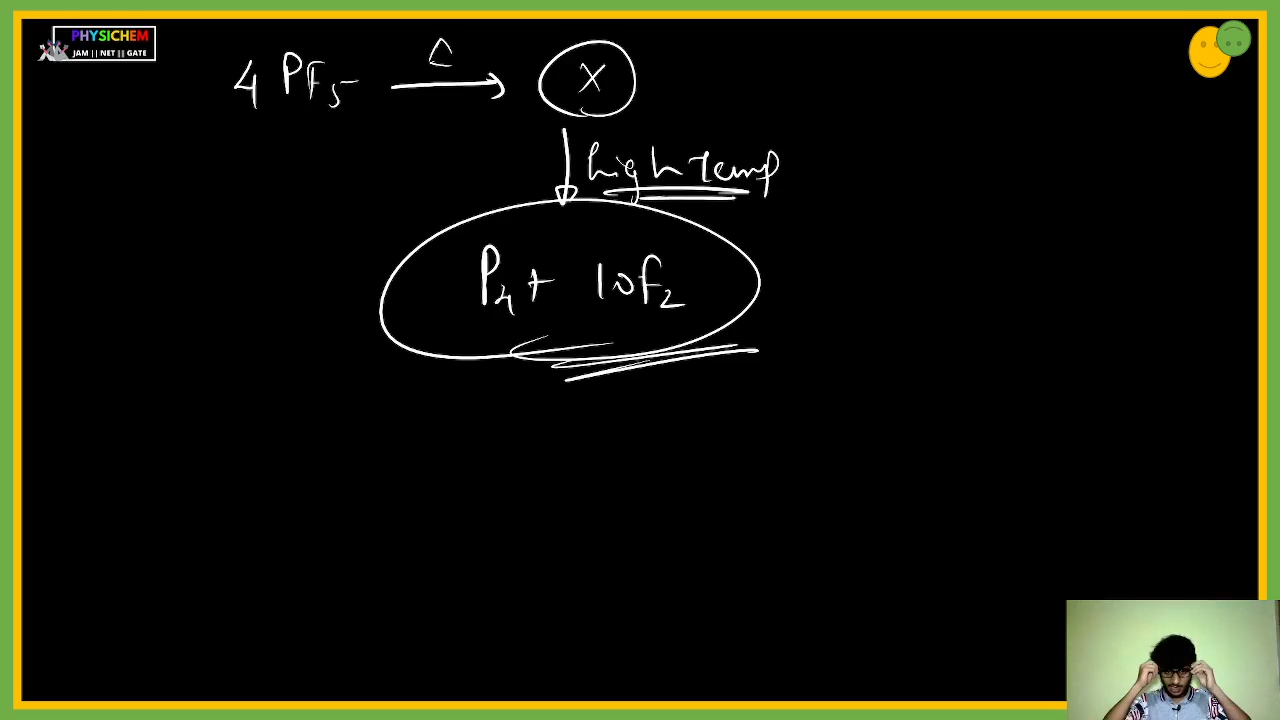 PHYSICHEM
JAM || NET || GATE
4 PF5 Δ → X
high temp
P4 + 10F2